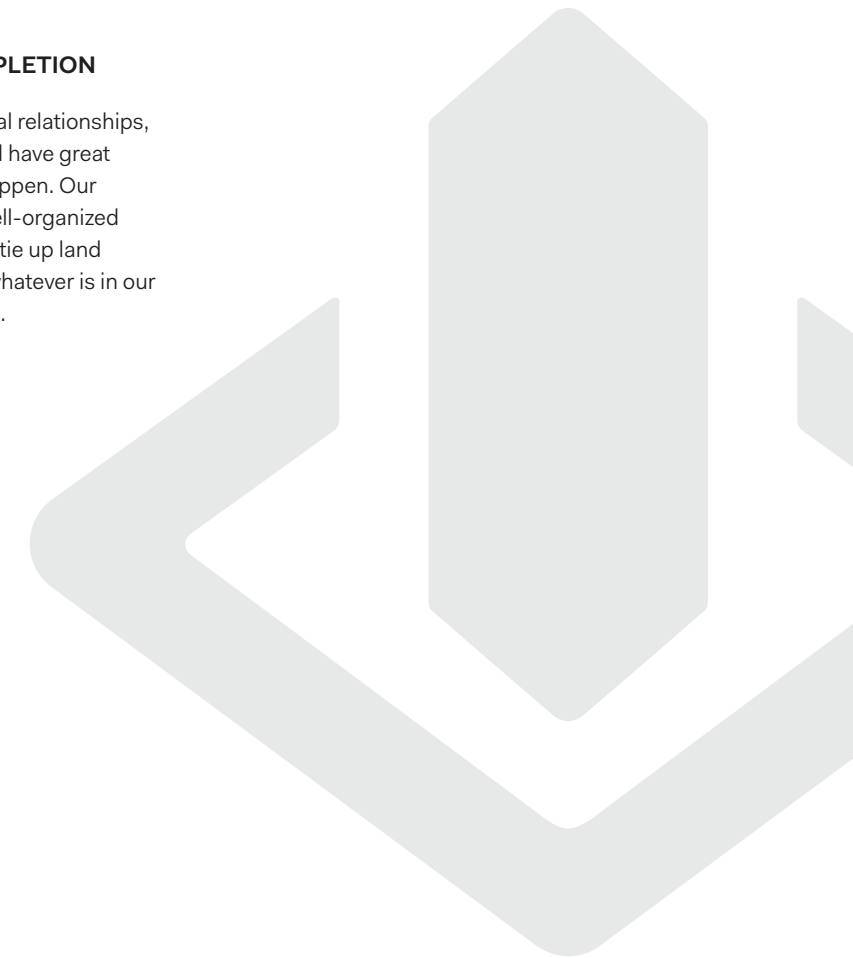 PLETION
al relationships,
l have great
ppen. Our
ell-organized
tie up land
hatever is in our
.